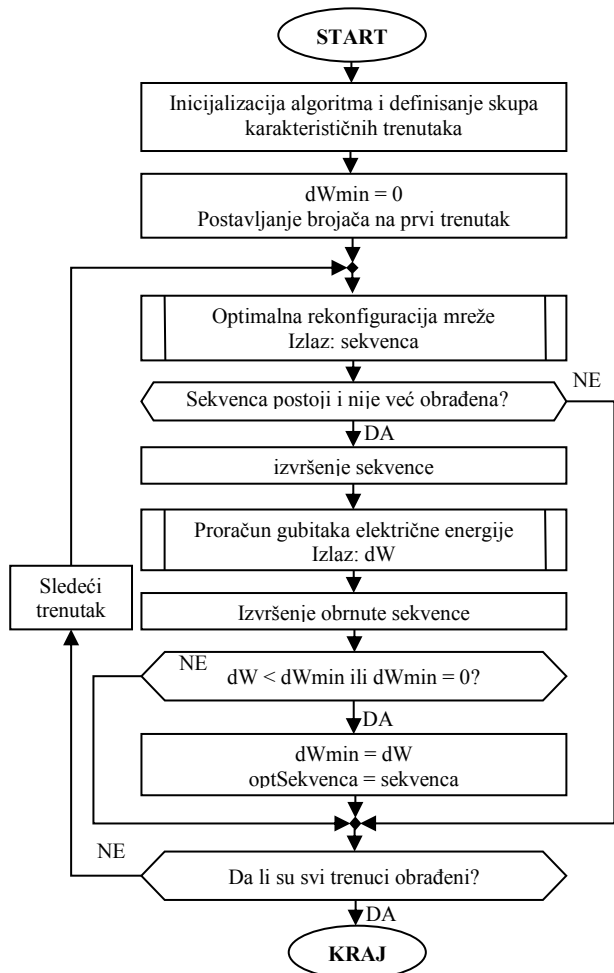 START
Inicijalizacija algoritma i definisanje skupa
karakterističnih trenutaka
dWmin = 0
Postavljanje brojača na prvi trenutak
Optimalna rekonfiguracija mreže
Izlaz: sekvenca
NE
Sekvenca postoji i nije već obrađena?
DA
izvršenje sekvence
Proračun gubitaka električne energije
Izlaz: dW
Sledeći
trenutak
Izvršenje obrnute sekvence
NE
dW < dWmin ili dWmin = 0?
DA
dWmin = dW
optSekvenca = sekvenca
NE
Da li su svi trenuci obrađeni?
DA
KRAJ